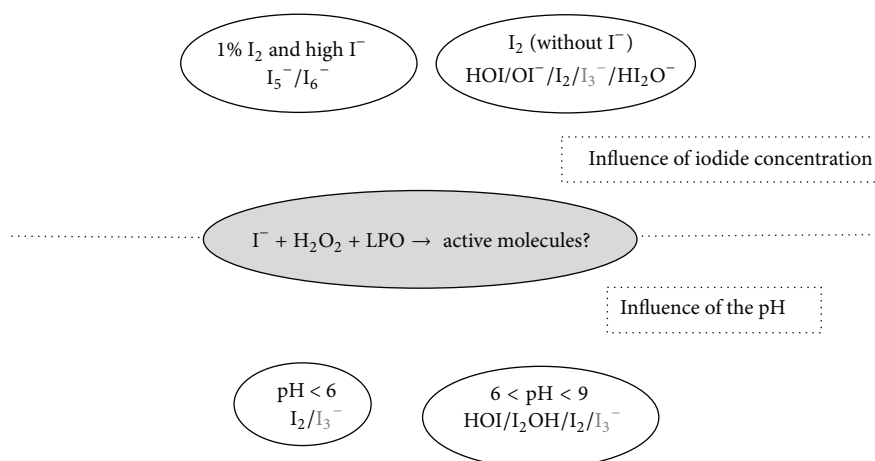 1% I₂ and high I⁻
I₅⁻/I₆⁻
I₂ (without I⁻)
HOI/OI⁻/I₂/I₃⁻/HI₂O⁻
Influence of iodide concentration
I⁻ + H₂O₂ + LPO → active molecules?
Influence of the pH
pH < 6
I₂/I₃⁻
6 < pH < 9
HOI/I₂OH/I₂/I₃⁻